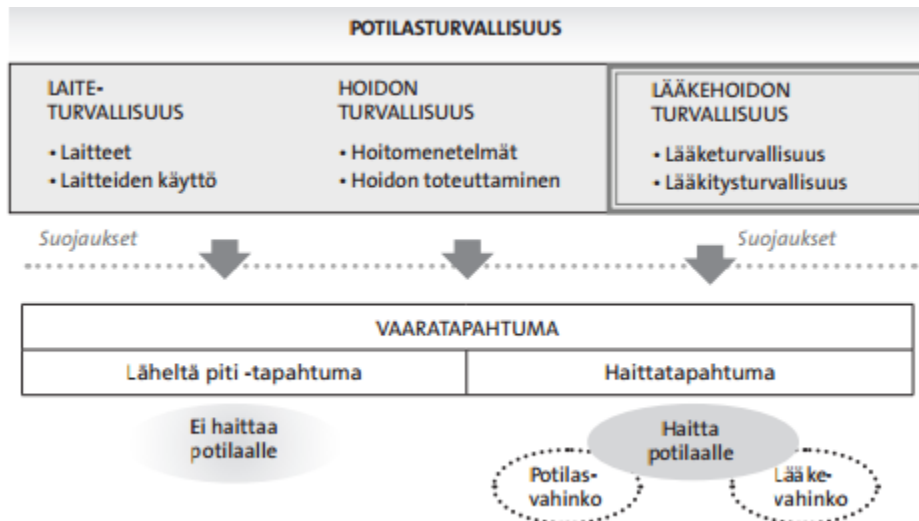 POTILASTURVALLISUUS
LAITE-
TURVALLISUUS
• Laitteet
• Laitteiden käyttö
HOIDON
TURVALLISUUS
• Hoitomenetelmät
• Hoidon toteuttaminen
LÄÄKEHOIDON
TURVALLISUUS
• Lääketurvallisuus
• Lääkitysturvallisuus
Suojaukset
Suojaukset
VAARATAPAHTUMA
Läheltä piti -tapahtuma
Haittatapahtuma
Ei haittaa
potilaalle
Haitta
potilaalle
Potilas-
vahinko
Lääke-
vahinko